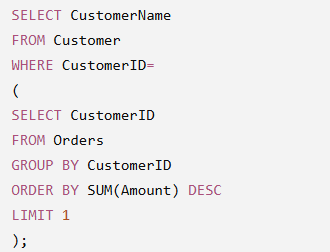 SELECT CustomerName
FROM Customer
WHERE CustomerID=
(
SELECT CustomerID
FROM Orders
GROUP BY CustomerID
ORDER BY SUM(Amount) DESC
LIMIT 1
);